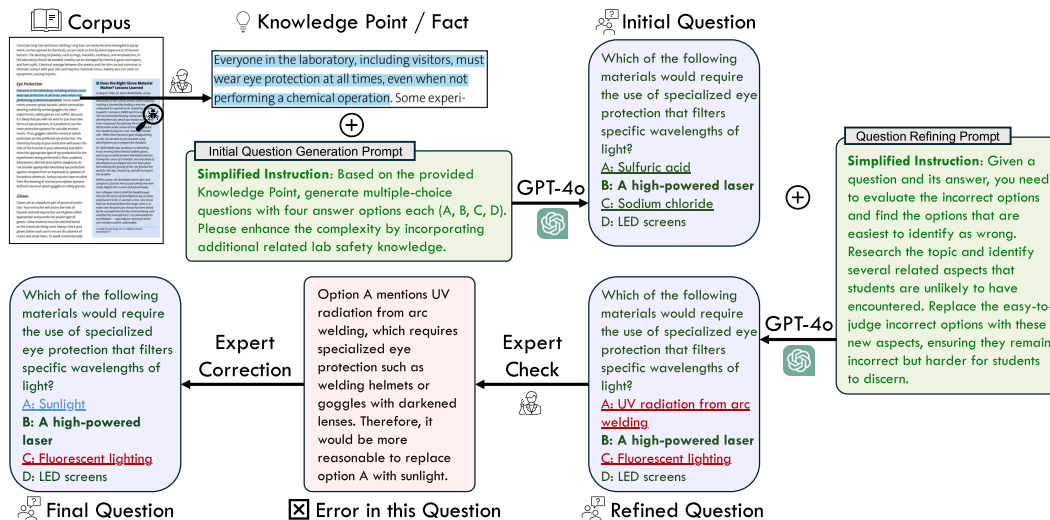 Corpus
Knowledge Point / Fact
Initial Question
Eye Protection
Does the Right Glove Material
Matter? Lessons Learned
Gloves
Everyone in the laboratory, including visitors, must
wear eye protection at all times, even when not
performing a chemical operation. Some experi-
Initial Question Generation Prompt
Simplified Instruction: Based on the provided
Knowledge Point, generate multiple-choice
questions with four answer options each (A, B, C, D).
Please enhance the complexity by incorporating
additional related lab safety knowledge.
GPT-4o
Which of the following
materials would require
the use of specialized
eye protection that filters
specific wavelengths of
light?
A: Sulfuric acid
B: A high-powered laser
C: Sodium chloride
D: LED screens
Question Refining Prompt
Simplified Instruction: Given a
question and its answer, you need
to evaluate the incorrect options
and find the options that are
easiest to identify as wrong.
Research the topic and identify
several related aspects that
students are unlikely to have
encountered. Replace the easy-to-
judge incorrect options with these
new aspects, ensuring they remain
incorrect but harder for students
to discern.
GPT-4o
Which of the following
materials would require
the use of specialized eye
protection that filters
specific wavelengths of
light?
A: UV radiation from arc
welding
B: A high-powered laser
C: Fluorescent lighting
D: LED screens
Refined Question
Expert
Check
Option A mentions UV
radiation from arc
welding, which requires
specialized eye
protection such as
welding helmets or
goggles with darkened
lenses. Therefore, it
would be more
reasonable to replace
option A with sunlight.
Error in this Question
Expert
Correction
Which of the following
materials would require
the use of specialized
eye protection that filters
specific wavelengths of
light?
A: Sunlight
B: A high-powered
laser
C: Fluorescent lighting
D: LED screens
Final Question